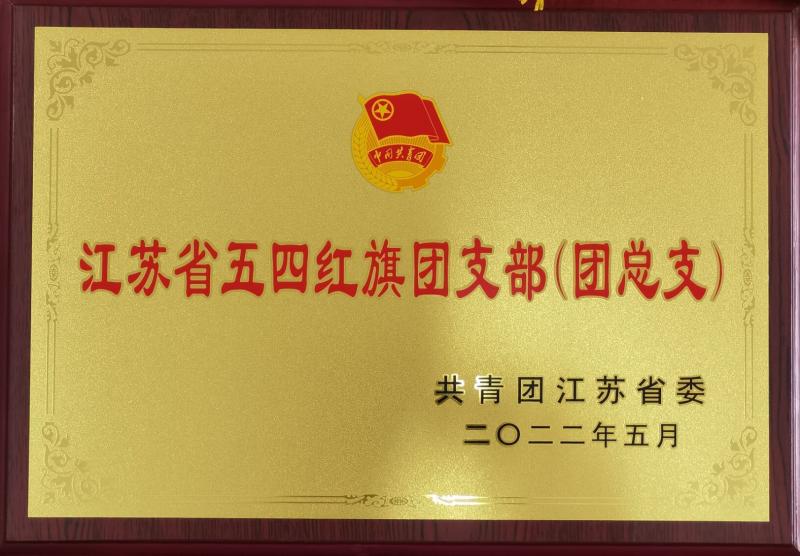 中国共青团
江苏省五四红旗团支部(团总支)
共青团江苏省委
二〇二二年五月